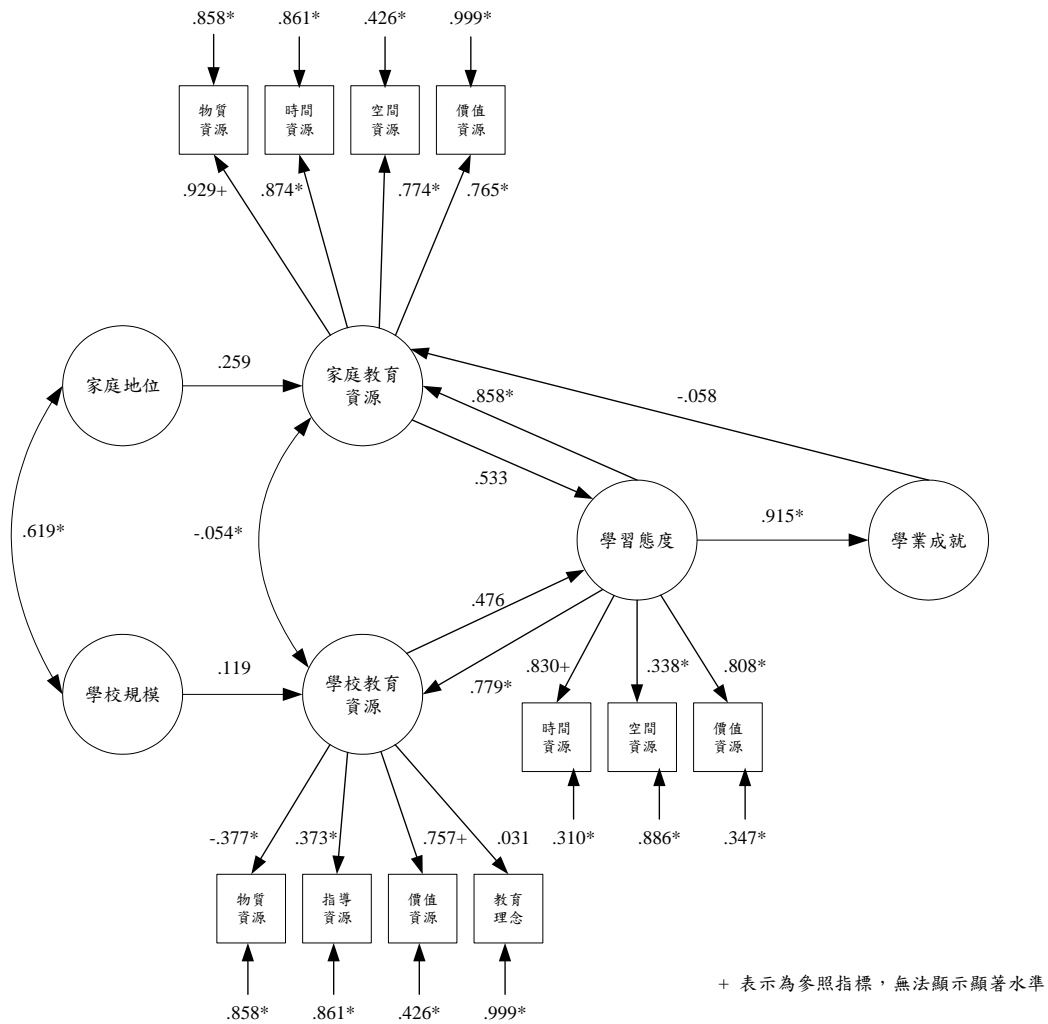 .858*
.861*
.426*
.999*
物質
資源
時間
資源
空間
資源
價值
資源
.929+
.874*
.774*
.765*
家庭地位
.259
家庭教育
資源
.858*
-.058
.533
.619*
-.054*
學習態度
.915*
學業成就
.476
學校規模
.119
學校教育
資源
.779*
.830+
.338*
.808*
時間
資源
空間
資源
價值
資源
.310*
.886*
.347*
-.377*
.373*
.757+
.031
物質
資源
指導
資源
價值
資源
教育
理念
.858*
.861*
.426*
.999*
+ 表示為參照指標，無法顯示顯著水準